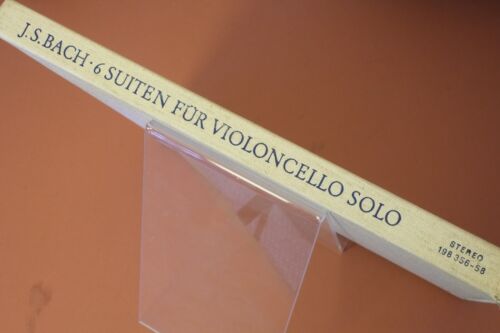 J.S.BACH · 6 SUITEN FÜR VIOLONCELLO SOLO
STEREO
198 356-58